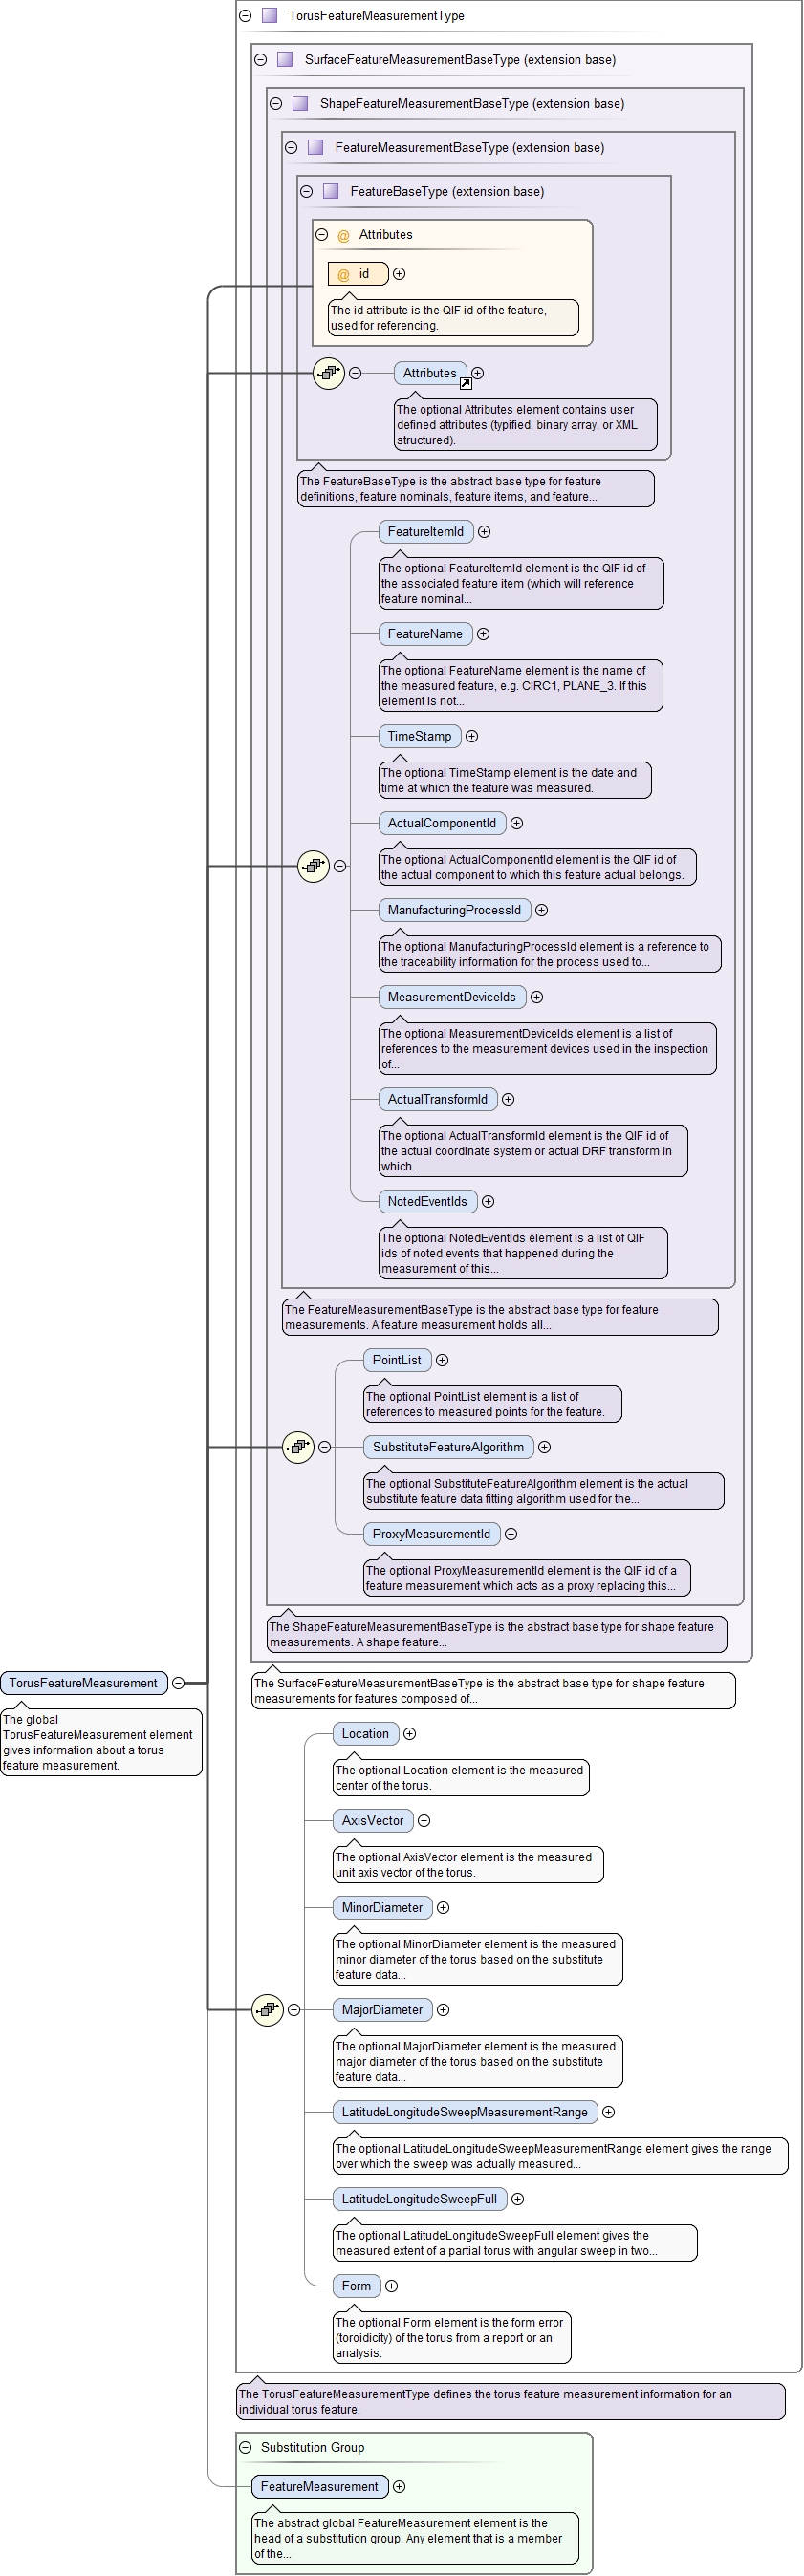 TorusFeatureMeasurementType
SurfaceFeatureMeasurementBaseType (extension base)
ShapeFeatureMeasurementBaseType (extension base)
FeatureMeasurementBaseType (extension base)
FeatureBaseType (extension base)
@ Attributes
@ id
The id attribute is the QIF id of the feature,
used for referencing.
Attributes
The optional Attributes element contains user
defined attributes (typified, binary array, or XML
structured).
The FeatureBaseType is the abstract base type for feature
definitions, feature nominals, feature items, and feature...
FeatureItemId
The optional FeatureItemId element is the QIF id of
the associated feature item (which will reference
feature nominal...
FeatureName
The optional FeatureName element is the name of
the measured feature, e.g. CIRC1, PLANE_3. If this
element is not...
TimeStamp
The optional TimeStamp element is the date and
time at which the feature was measured.
ActualComponentId
The optional ActualComponentId element is the QIF id of
the actual component to which this feature actual belongs.
ManufacturingProcessId
The optional ManufacturingProcessId element is a reference to
the traceability information for the process used to...
MeasurementDeviceIds
The optional MeasurementDeviceIds element is a list of
references to the measurement devices used in the inspection
of...
ActualTransformId
The optional ActualTransformId element is the QIF id of
the actual coordinate system or actual DRF transform in
which...
NotedEventIds
The optional NotedEventIds element is a list of QIF
ids of noted events that happened during the
measurement of this...
The FeatureMeasurementBaseType is the abstract base type for feature
measurements. A feature measurement holds all...
PointList
The optional PointList element is a list of
references to measured points for the feature.
SubstituteFeatureAlgorithm
The optional SubstituteFeatureAlgorithm element is the actual
substitute feature data fitting algorithm used for the...
ProxyMeasurementId
The optional ProxyMeasurementId element is the QIF id of a
feature measurement which acts as a proxy replacing this...
The ShapeFeatureMeasurementBaseType is the abstract base type for shape feature
measurements. A shape feature...
TorusFeatureMeasurement
The global
TorusFeatureMeasurement element
gives information about a torus
feature measurement.
The SurfaceFeatureMeasurementBaseType is the abstract base type for shape feature
measurements for features composed of...
Location
The optional Location element is the measured
center of the torus.
AxisVector
The optional AxisVector element is the measured
unit axis vector of the torus.
MinorDiameter
The optional MinorDiameter element is the measured
minor diameter of the torus based on the substitute
feature data...
MajorDiameter
The optional MajorDiameter element is the measured
major diameter of the torus based on the substitute
feature data...
LatitudeLongitudeSweepMeasurementRange
The optional LatitudeLongitudeSweepMeasurementRange element gives the range
over which the sweep was actually measured...
LatitudeLongitudeSweepFull
The optional LatitudeLongitudeSweepFull element gives the
measured extent of a partial torus with angular sweep in two...
Form
The optional Form element is the form error
(toroidicity) of the torus from a report or an
analysis.
The TorusFeatureMeasurementType defines the torus feature measurement information for an
individual torus feature.
Substitution Group
FeatureMeasurement
The abstract global FeatureMeasurement element is the
head of a substitution group. Any element that is a member
of the...